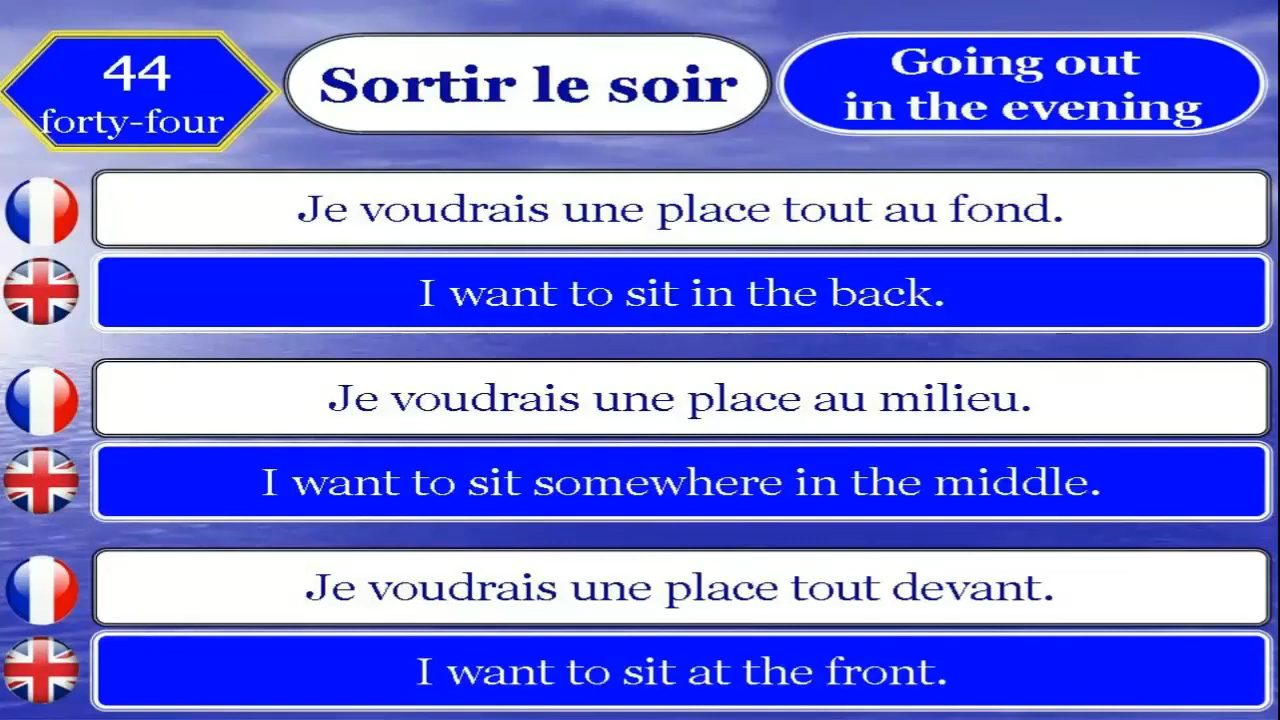 44
forty-four
Sortir le soir
Going out
in the evening
Je voudrais une place tout au fond.
I want to sit in the back.
Je voudrais une place au milieu.
I want to sit somewhere in the middle.
Je voudrais une place tout devant.
I want to sit at the front.